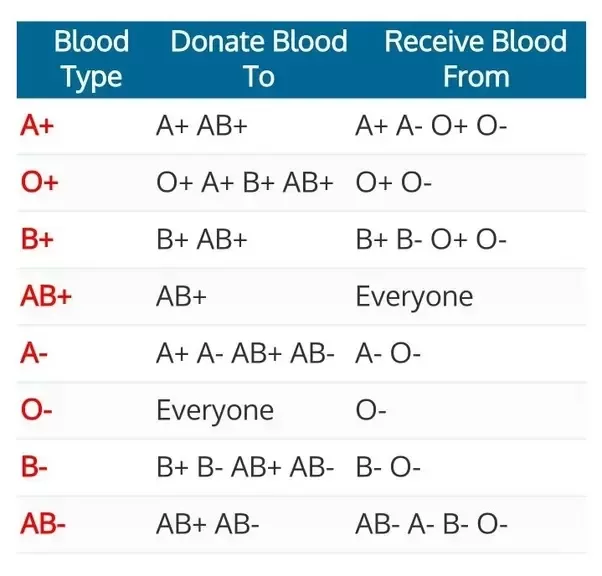 Blood Type Donate Blood To Receive Blood From
A+ A+ AB+ A+ A- O+ O-
O+ O+ A+ B+ AB+ O+ O-
B+ B+ AB+ B+ B- O+ O-
AB+ AB+ Everyone
A- A+ A- AB+ AB- A- O-
O- Everyone O-
B- B+ B- AB+ AB- B- O-
AB- AB+ AB- AB- A- B- O-